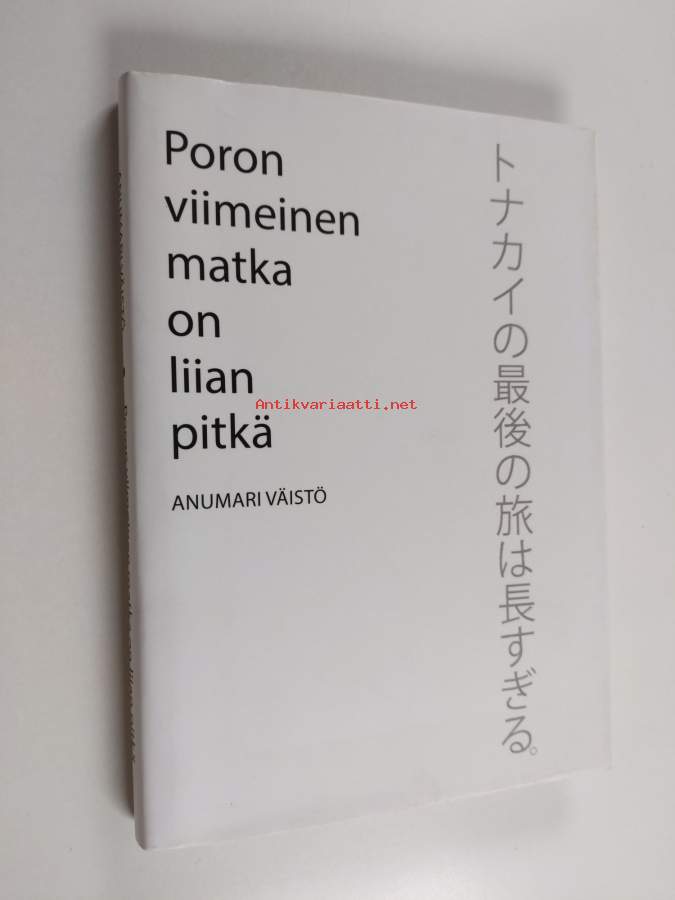 Poron
viimeinen
matka
on
liian
pitkä
ANUMARI VÄISTÖ
トナカイの最後の旅は長すぎる。
Antikvariaatti.net